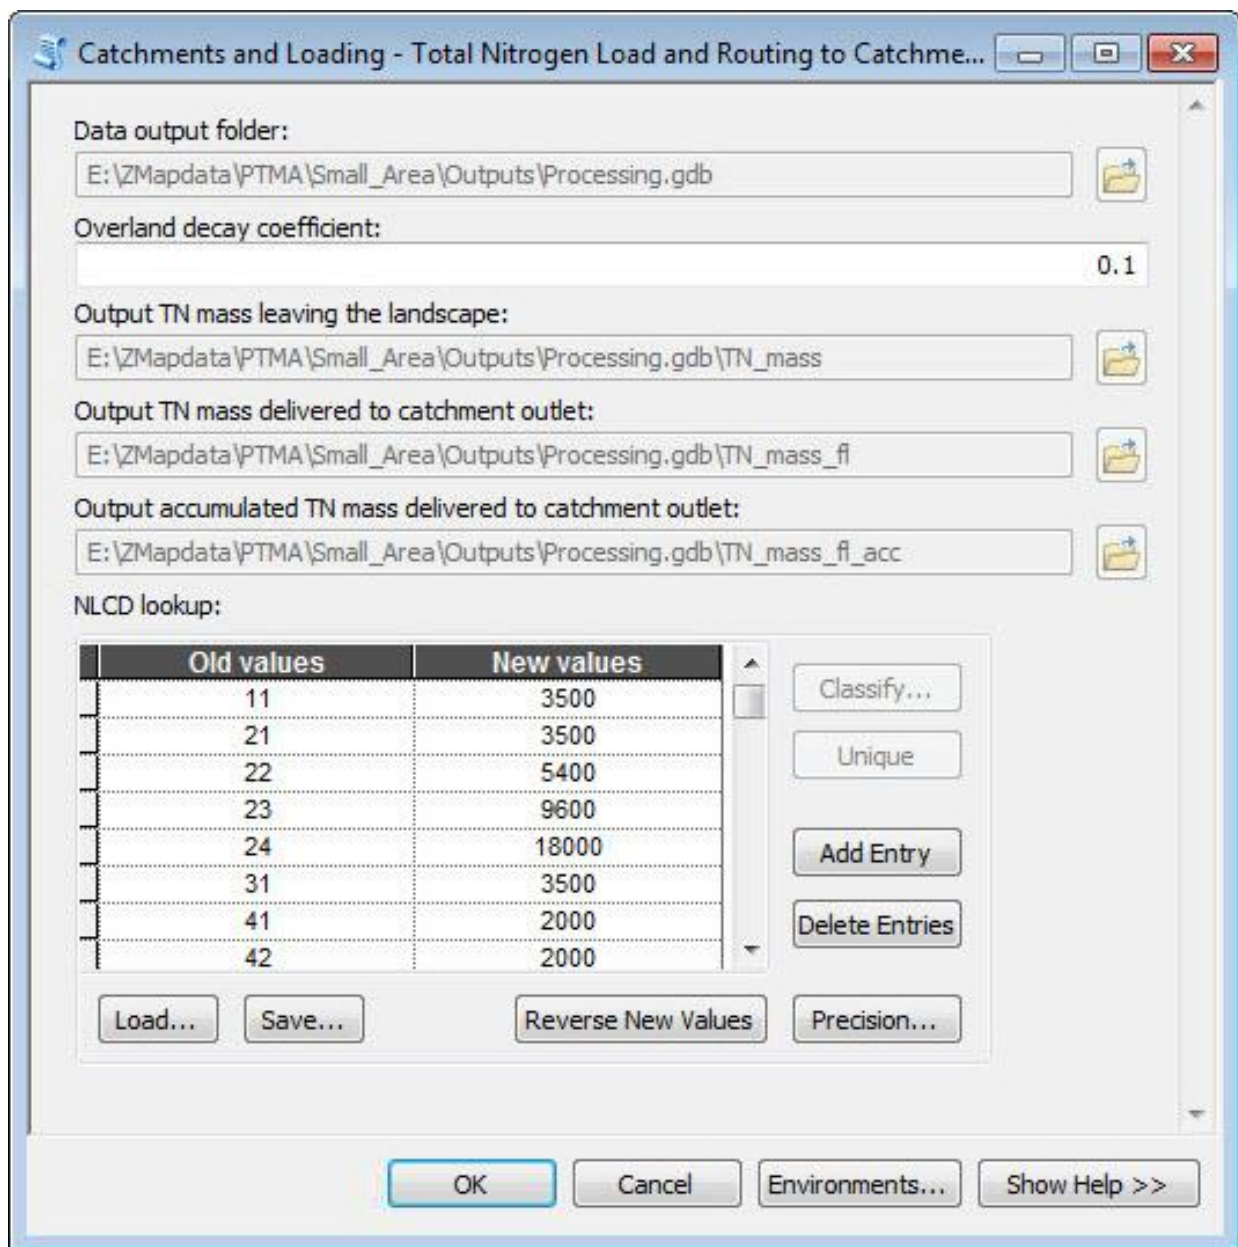 Catchments and Loading - Total Nitrogen Load and Routing to Catchme...
Data output folder:
E:\ZMapdata\PTMA\Small_Area\Outputs\Processing.gdb
Overland decay coefficient:
0.1
Output TN mass leaving the landscape:
E:\ZMapdata\PTMA\Small_Area\Outputs\Processing.gdb\TN_mass
Output TN mass delivered to catchment outlet:
E:\ZMapdata\PTMA\Small_Area\Outputs\Processing.gdb\TN_mass_fl
Output accumulated TN mass delivered to catchment outlet:
E:\ZMapdata\PTMA\Small_Area\Outputs\Processing.gdb\TN_mass_fl_acc
NLCD lookup:
Old values New values
11 3500
21 3500
22 5400
23 9600
24 18000
31 3500
41 2000
42 2000
Classify...
Unique
Add Entry
Delete Entries
Load... Save... Reverse New Values Precision...
OK Cancel Environments... Show Help >>